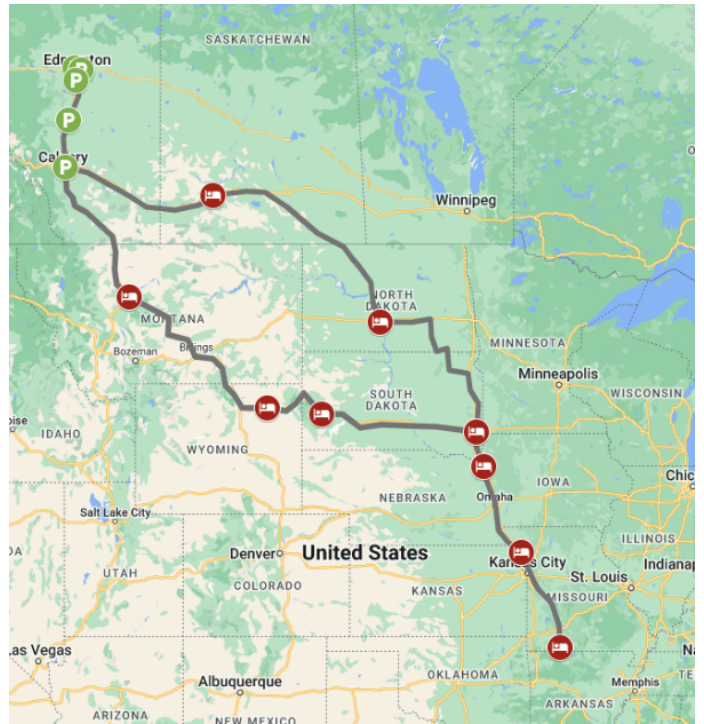 SASKATCHEWAN
Edmonton
P
P
P
Calgary
P
Winnipeg
NORTH
DAKOTA
MONTANA
MINNESOTA
Bozeman
Billings
Minneapolis
SOUTH
DAKOTA
WISCONSIN
IDAHO
WYOMING
Chic
IOWA
NEBRASKA
Omaha
Salt Lake City
ILLINOIS
Denver
United States
Kansas City
Indianap
UTAH
COLORADO
KANSAS
St. Louis
MISSOURI
Las Vegas
Albuquerque
OKLAHOMA
Memphis
ARIZONA
NEW MEXICO
ARKANSAS